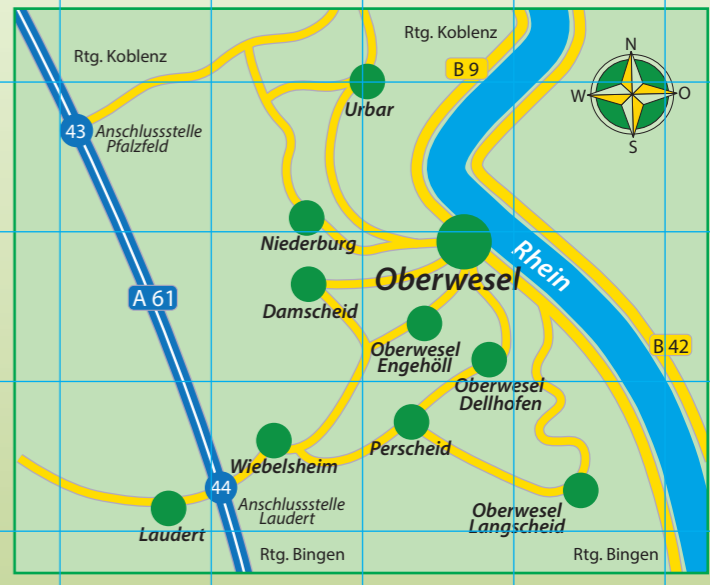 Rtg. Koblenz
Rtg. Koblenz
B 9
Urbar
N
W
O
S
43
Anschlussstelle
Pfalzfeld
Niederburg
Oberwesel
Rhein
A 61
Damscheid
Oberwesel
Engehöll
B 42
Oberwesel
Dellhofen
Perscheid
Wiebelsheim
44
Anschlussstelle
Laudert
Laudert
Oberwesel
Langscheid
Rtg. Bingen
Rtg. Bingen